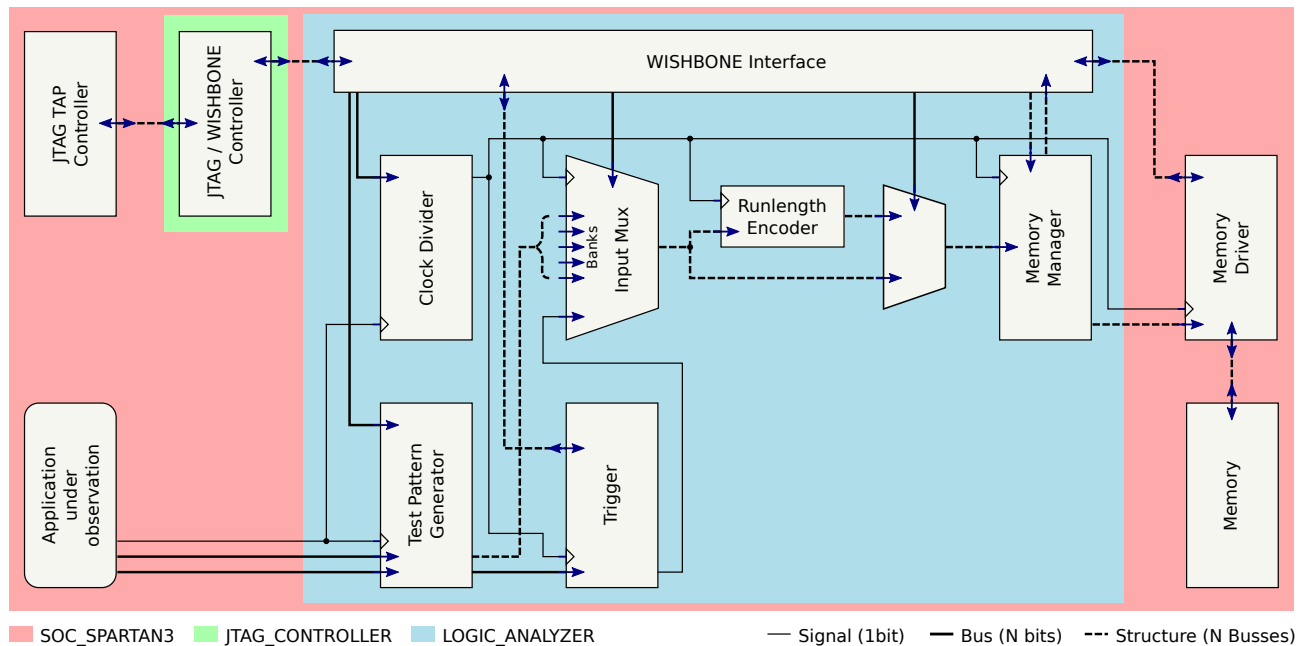 JTAG TAP
Controller
JTAG / WISHBONE
Controller
WISHBONE Interface
Clock Divider
Banks
Input Mux
Runlength
Encoder
Memory
Manager
Memory
Driver
Application
under
observation
Test Pattern
Generator
Trigger
Memory
SOC_SPARTAN3
JTAG_CONTROLLER
LOGIC_ANALYZER
Signal (1bit)
Bus (N bits)
Structure (N Busses)